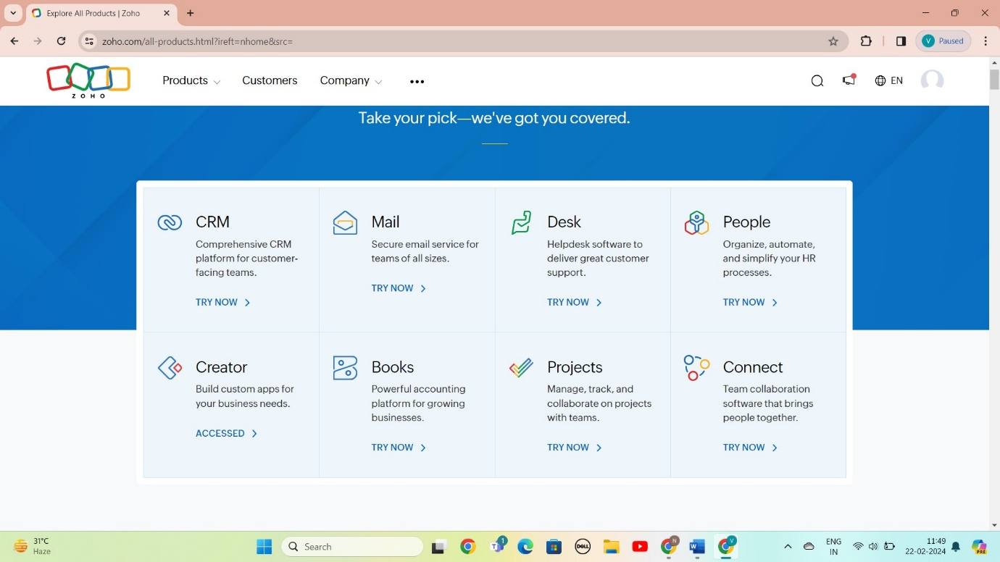 Explore All Products | Zoho
zoho.com/all-products.html?ireft=nhome&src=
V Paused
ZOHO
Products
Customers
Company
EN
Take your pick—we've got you covered.
CRM
Comprehensive CRM
platform for customer-
facing teams.
TRY NOW
Mail
Secure email service for
teams of all sizes.
TRY NOW
Desk
Helpdesk software to
deliver great customer
support.
TRY NOW
People
Organize, automate,
and simplify your HR
processes.
TRY NOW
Creator
Build custom apps for
your business needs.
ACCESSED
Books
Powerful accounting
platform for growing
businesses.
TRY NOW
Projects
Manage, track, and
collaborate on projects
with teams.
TRY NOW
Connect
Team collaboration
software that brings
people together.
TRY NOW
31°C
Haze
Search
1
DELL
N
W
V
ENG
IN
11:49
22-02-2024
PRE